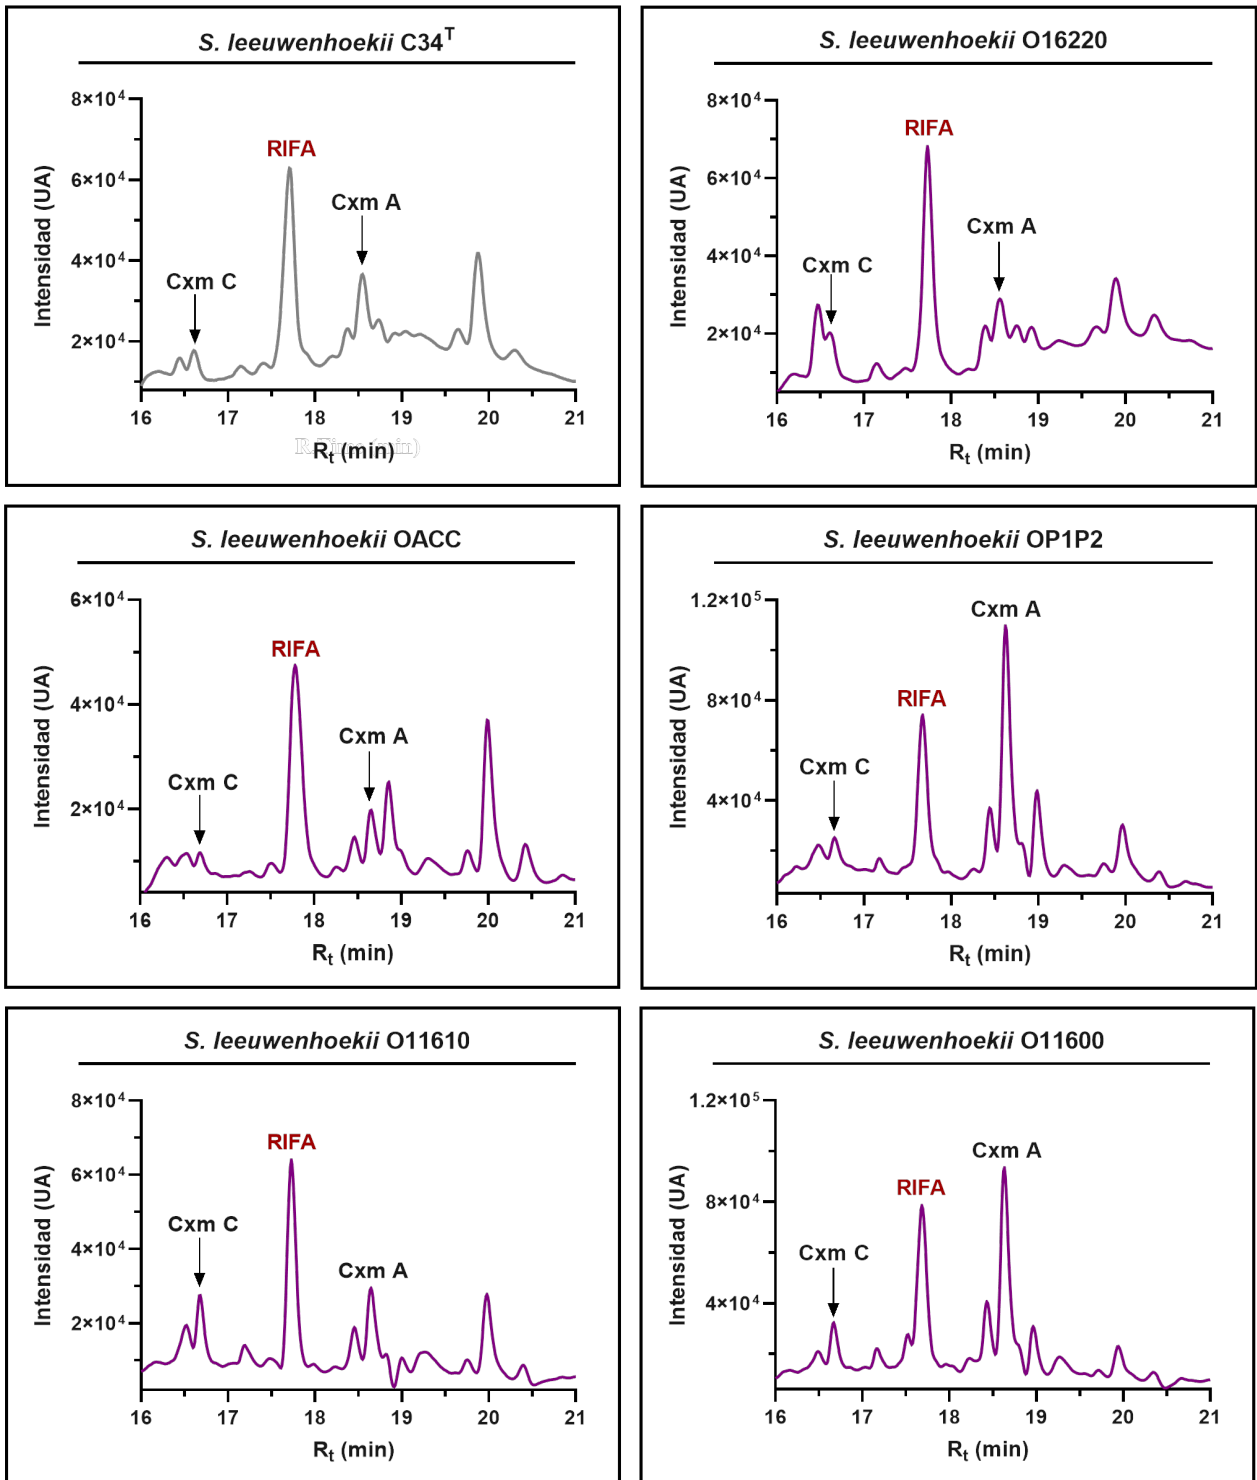 S. leeuwenhoekii C34ᵀ
8×10⁴
6×10⁴
4×10⁴
2×10⁴
Intensidad (UA)
Cxm C
RIFA
Cxm A
16 17 18 19 20 21
Rₜ (min)
S. leeuwenhoekii O16220
8×10⁴
6×10⁴
4×10⁴
2×10⁴
Intensidad (UA)
Cxm C
RIFA
Cxm A
16 17 18 19 20 21
Rₜ (min)
S. leeuwenhoekii OACC
6×10⁴
4×10⁴
2×10⁴
Intensidad (UA)
Cxm C
RIFA
Cxm A
16 17 18 19 20 21
Rₜ (min)
S. leeuwenhoekii OP1P2
1.2×10⁵
8×10⁴
4×10⁴
Intensidad (UA)
Cxm C
RIFA
Cxm A
16 17 18 19 20 21
Rₜ (min)
S. leeuwenhoekii O11610
8×10⁴
6×10⁴
4×10⁴
2×10⁴
Intensidad (UA)
Cxm C
RIFA
Cxm A
16 17 18 19 20 21
Rₜ (min)
S. leeuwenhoekii O11600
1.2×10⁵
8×10⁴
4×10⁴
Intensidad (UA)
Cxm C
RIFA
Cxm A
16 17 18 19 20 21
Rₜ (min)